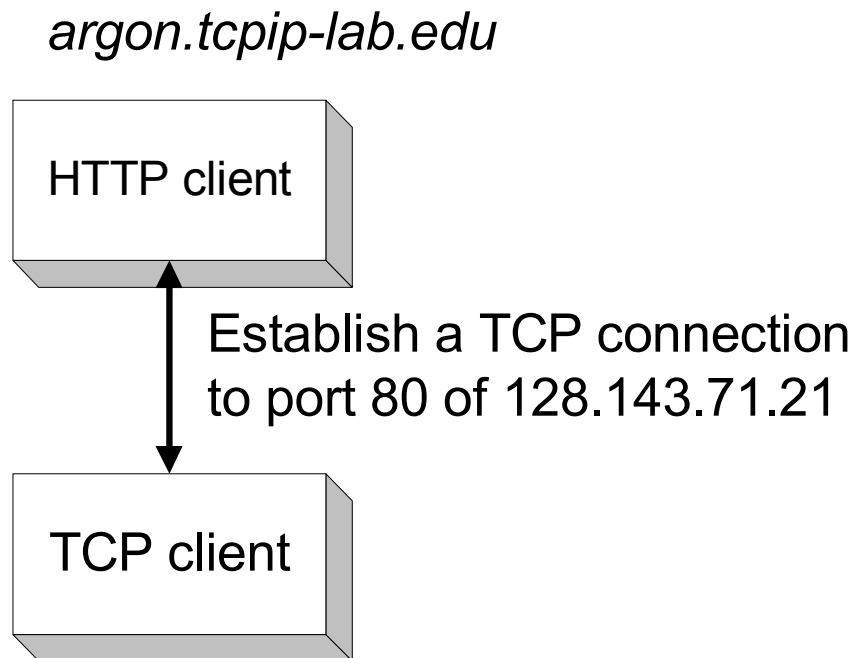 argon.tcpip-lab.edu
HTTP client
Establish a TCP connection
to port 80 of 128.143.71.21
TCP client